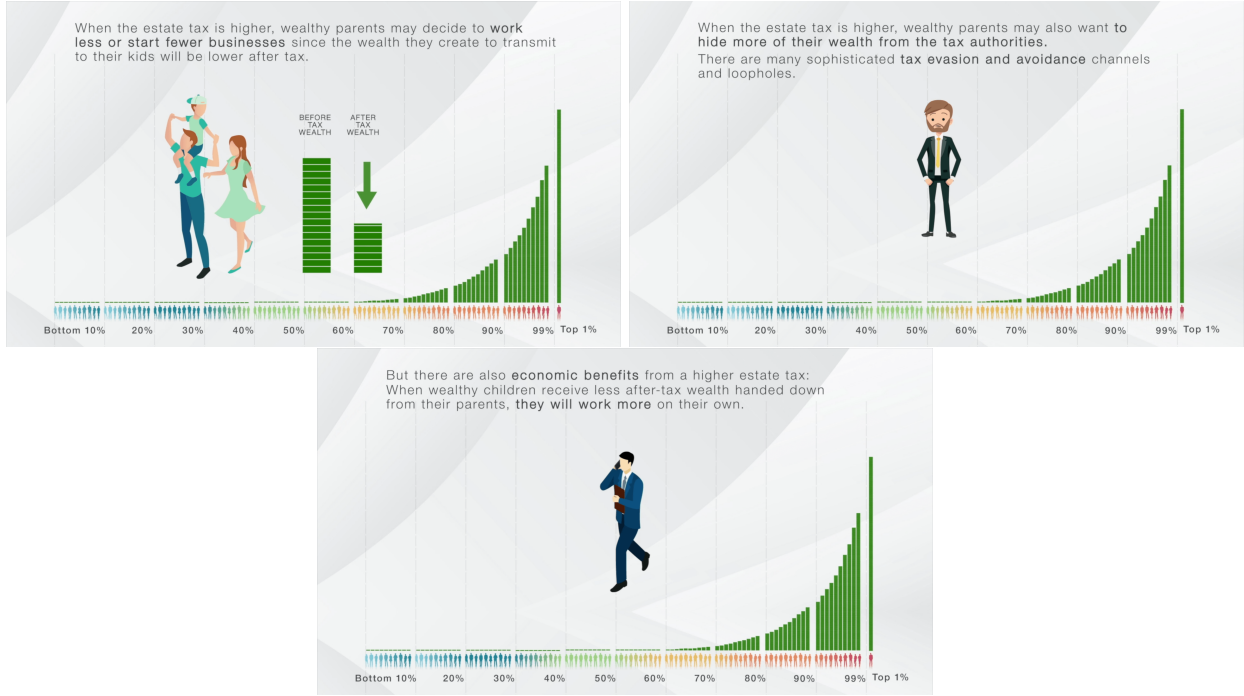 When the estate tax is higher, wealthy parents may decide to work
less or start fewer businesses since the wealth they create to transmit
to their kids will be lower after tax.
BEFORE
TAX
WEALTH
AFTER
TAX
WEALTH
Bottom 10% 20% 30% 40% 50% 60% 70% 80% 90% 99% Top 1%
When the estate tax is higher, wealthy parents may also want to
hide more of their wealth from the tax authorities.
There are many sophisticated tax evasion and avoidance channels
and loopholes.
Bottom 10% 20% 30% 40% 50% 60% 70% 80% 90% 99% Top 1%
But there are also economic benefits from a higher estate tax:
When wealthy children receive less after-tax wealth handed down
from their parents, they will work more on their own.
Bottom 10% 20% 30% 40% 50% 60% 70% 80% 90% 99% Top 1%